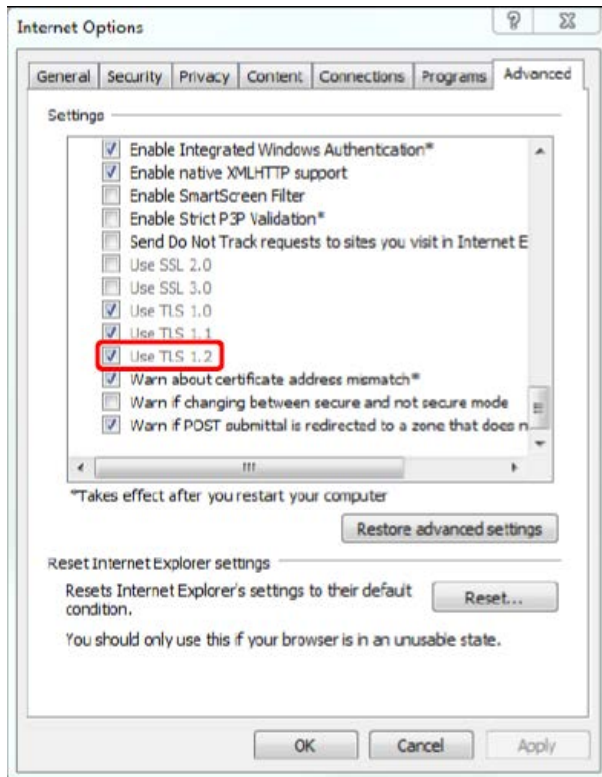 Internet Options
General Security Privacy Content Connections Programs Advanced
Settings
Enable Integrated Windows Authentication*
Enable native XMLHTTP support
Enable SmartScreen Filter
Enable Strict P3P Validation*
Send Do Not Track requests to sites you visit in Internet E
Use SSL 2.0
Use SSL 3.0
Use TLS 1.0
Use TLS 1.1
Use TLS 1.2
Warn about certificate address mismatch*
Warn if changing between secure and not secure mode
Warn if POST submittal is redirected to a zone that does n
*Takes effect after you restart your computer
Restore advanced settings
Reset Internet Explorer settings
Resets Internet Explorer's settings to their default
condition.
Reset...
You should only use this if your browser is in an unusable state.
OK Cancel Apply